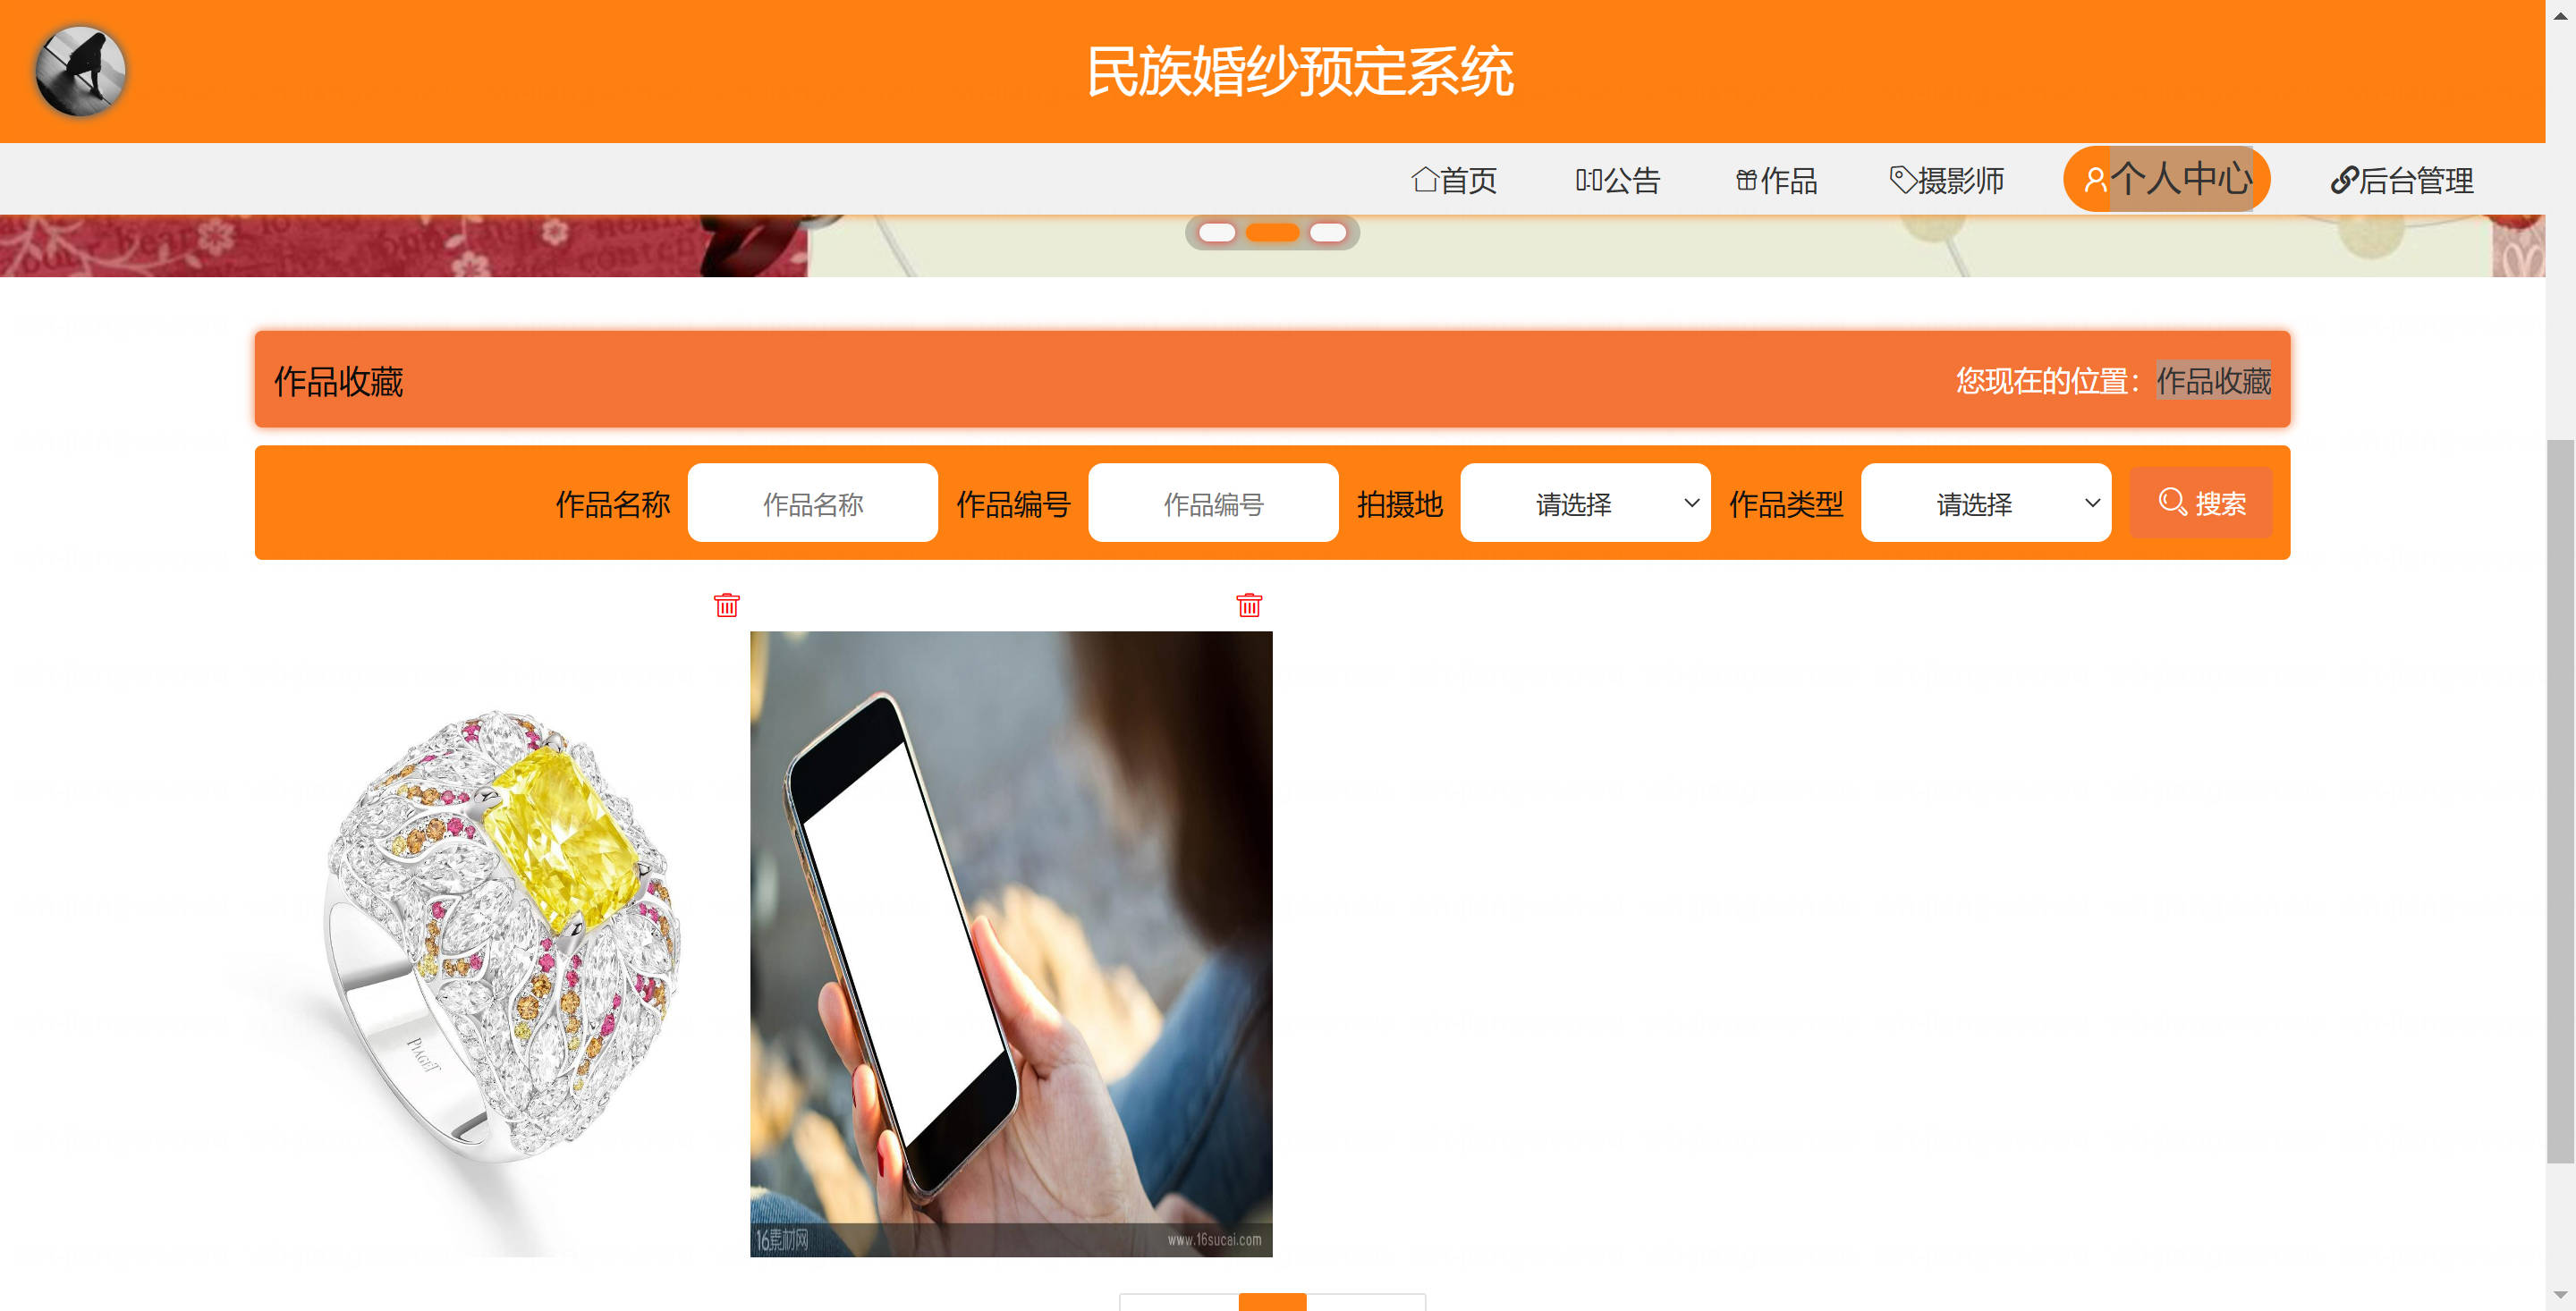 民族婚纱预定系统
首页 公告 作品 摄影师 个人中心 后台管理
作品收藏 您现在的位置：作品收藏
作品名称 作品名称 作品编号 作品编号 拍摄地 请选择 作品类型 请选择 搜索
PIAGET
16素材网 www.16sucai.com